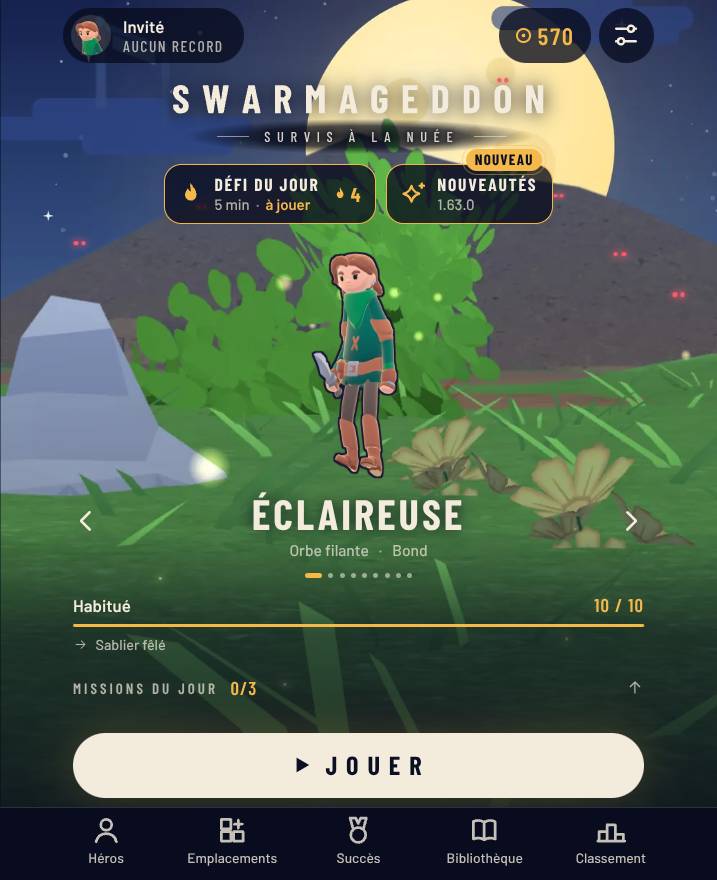 Invité
AUCUN RECORD
570
SWARMAGEDDON
SURVIS À LA NUÉE
NOUVEAU
DÉFI DU JOUR
5 min · à jouer
4
NOUVEAUTÉS
1.63.0
ÉCLAIREUSE
Orbe filante · Bond
Habitué
10 / 10
→ Sablier fêlé
MISSIONS DU JOUR 0/3
JOUER
Héros
Emplacements
Succès
Bibliothèque
Classement